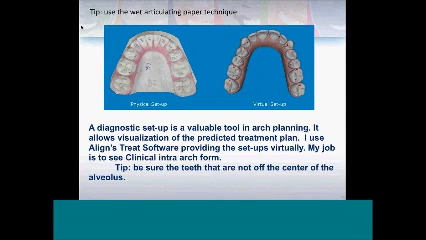 Tip: use the wet articulating paper technique
Physical Set-up
Virtual Set-up
A diagnostic set-up is a valuable tool in arch planning. It
allows visualization of the predicted treatment plan. I use
Align's Treat Software providing the set-ups virtually. My job
is to see Clinical intra arch form.
Tip: be sure the teeth that are not off the center of the
alveolus.